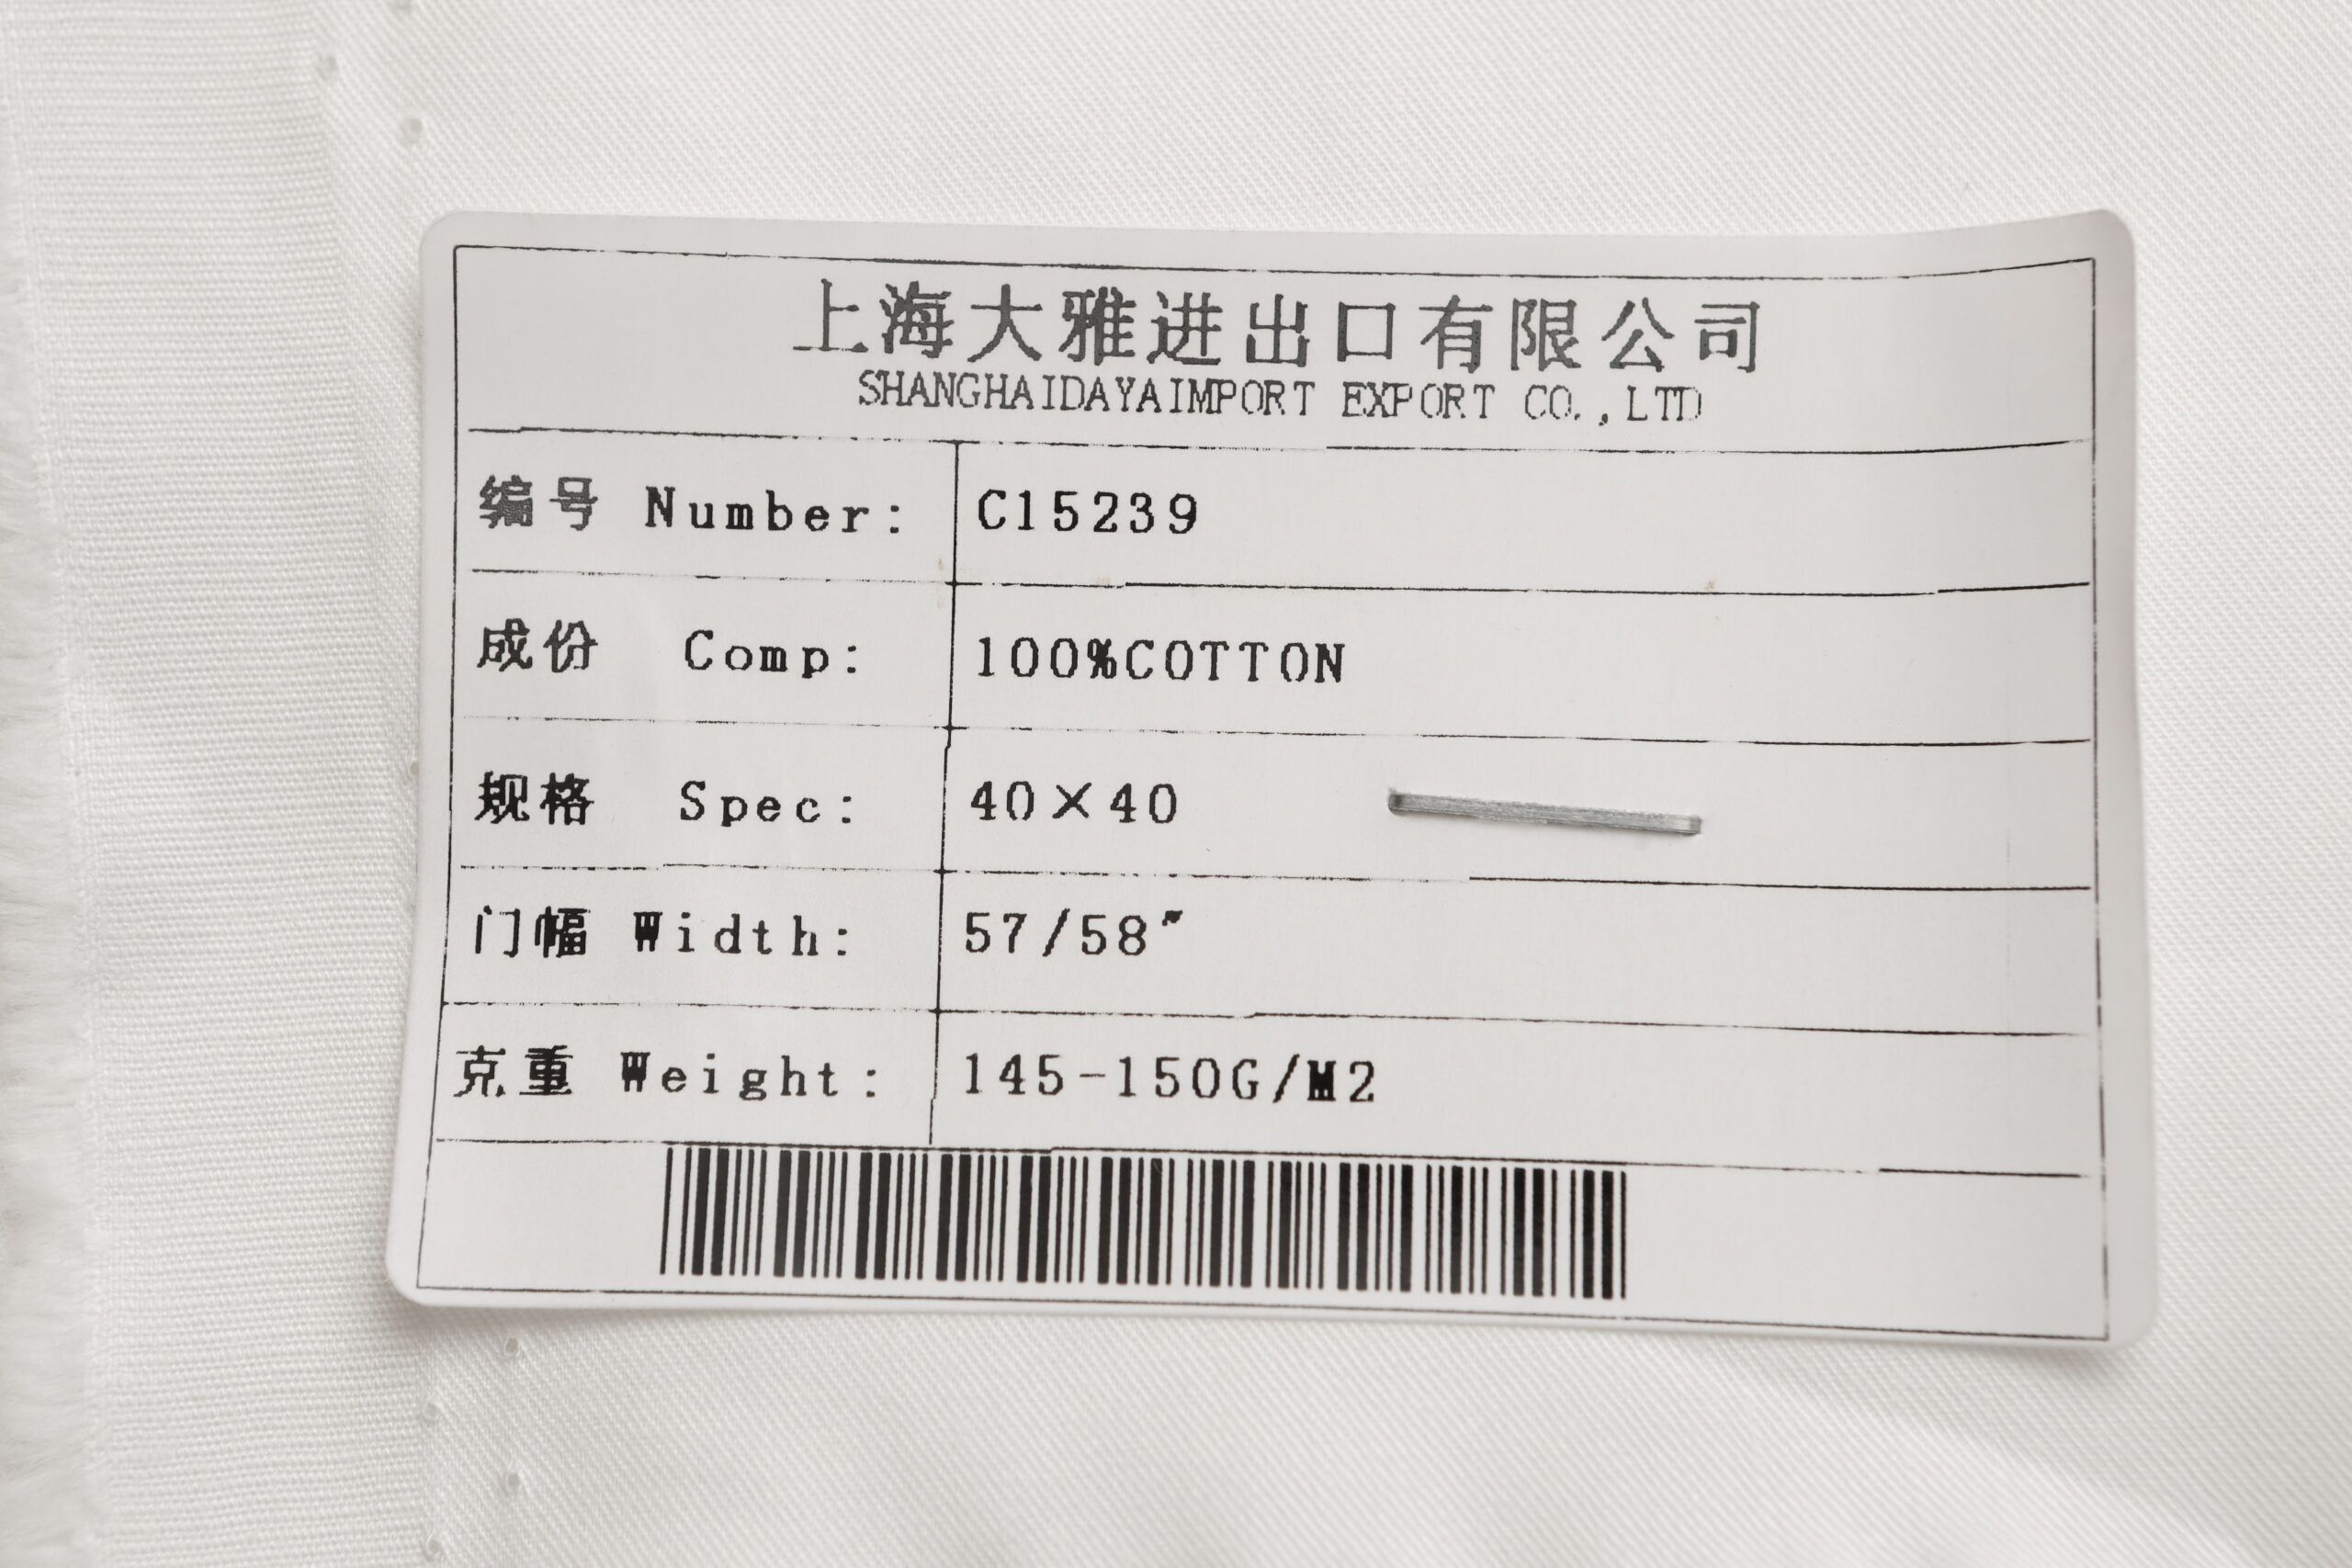 上海大雅进出口有限公司
SHANGHAIDAYAIMPORT EXPORT CO.,LTD
编号 Number: C15239
成份 Comp: 100%COTTON
规格 Spec: 40×40
门幅 Width: 57/58"
克重 Weight: 145-150G/M2